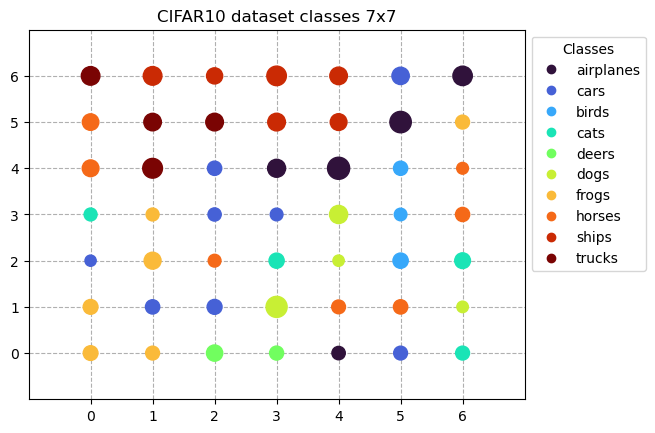 CIFAR10 dataset classes 7x7
6
5
4
3
2
1
0
0 1 2 3 4 5 6
Classes
airplanes
cars
birds
cats
deers
dogs
frogs
horses
ships
trucks